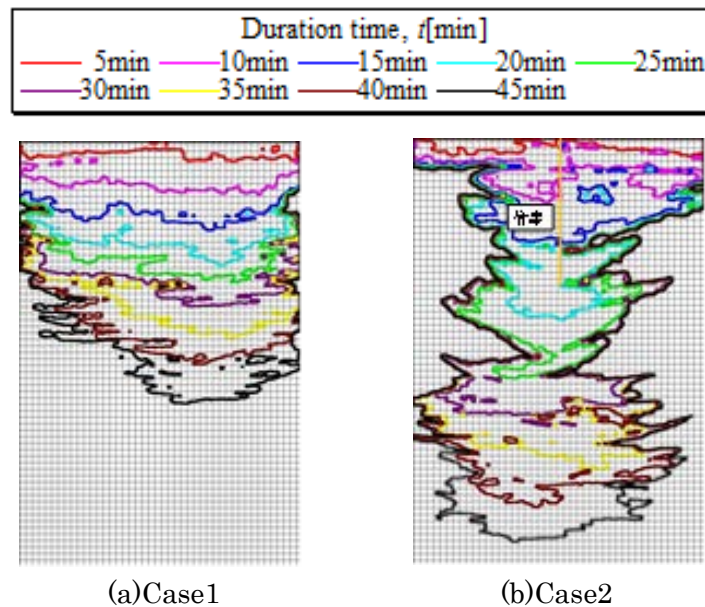 Duration time, t[min]
5min 10min 15min 20min 25min
30min 35min 40min 45min
(a)Case1
(b)Case2